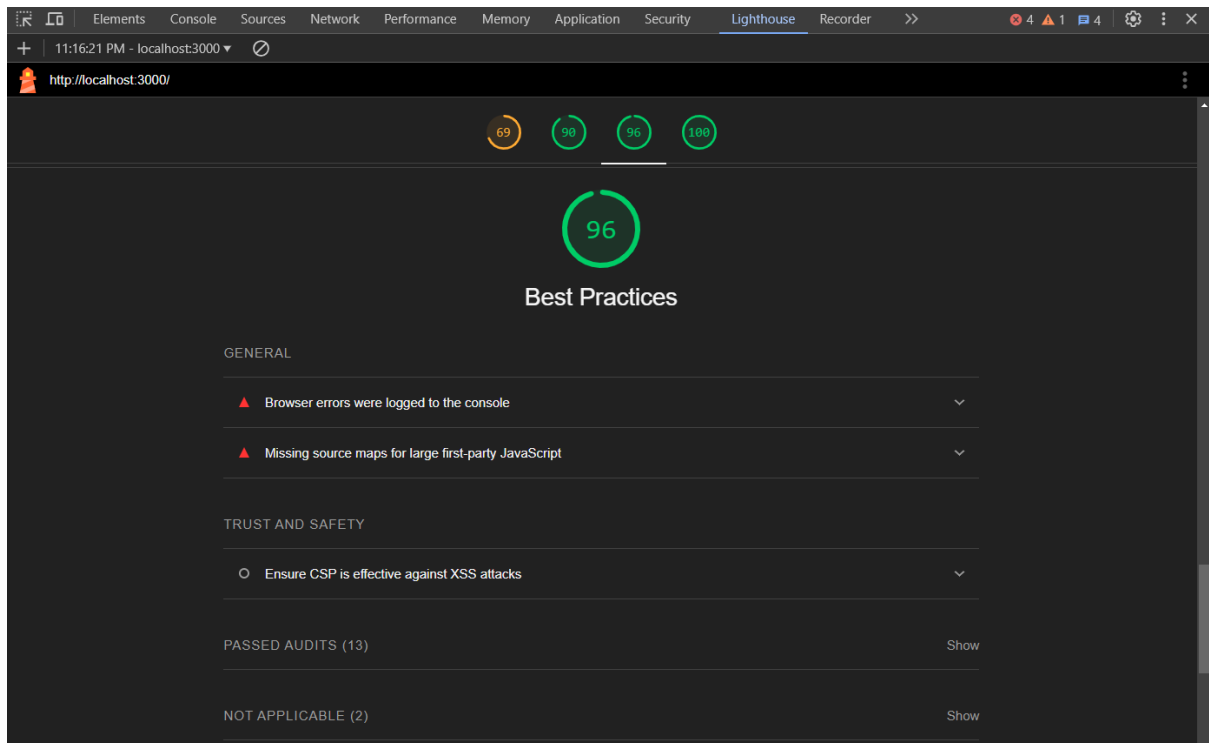 Elements Console Sources Network Performance Memory Application Security Lighthouse Recorder 4 1 4
11:16:21 PM - localhost:3000
http://localhost:3000/
69 90 96 100
96
Best Practices
GENERAL
Browser errors were logged to the console
Missing source maps for large first-party JavaScript
TRUST AND SAFETY
Ensure CSP is effective against XSS attacks
PASSED AUDITS (13) Show
NOT APPLICABLE (2) Show